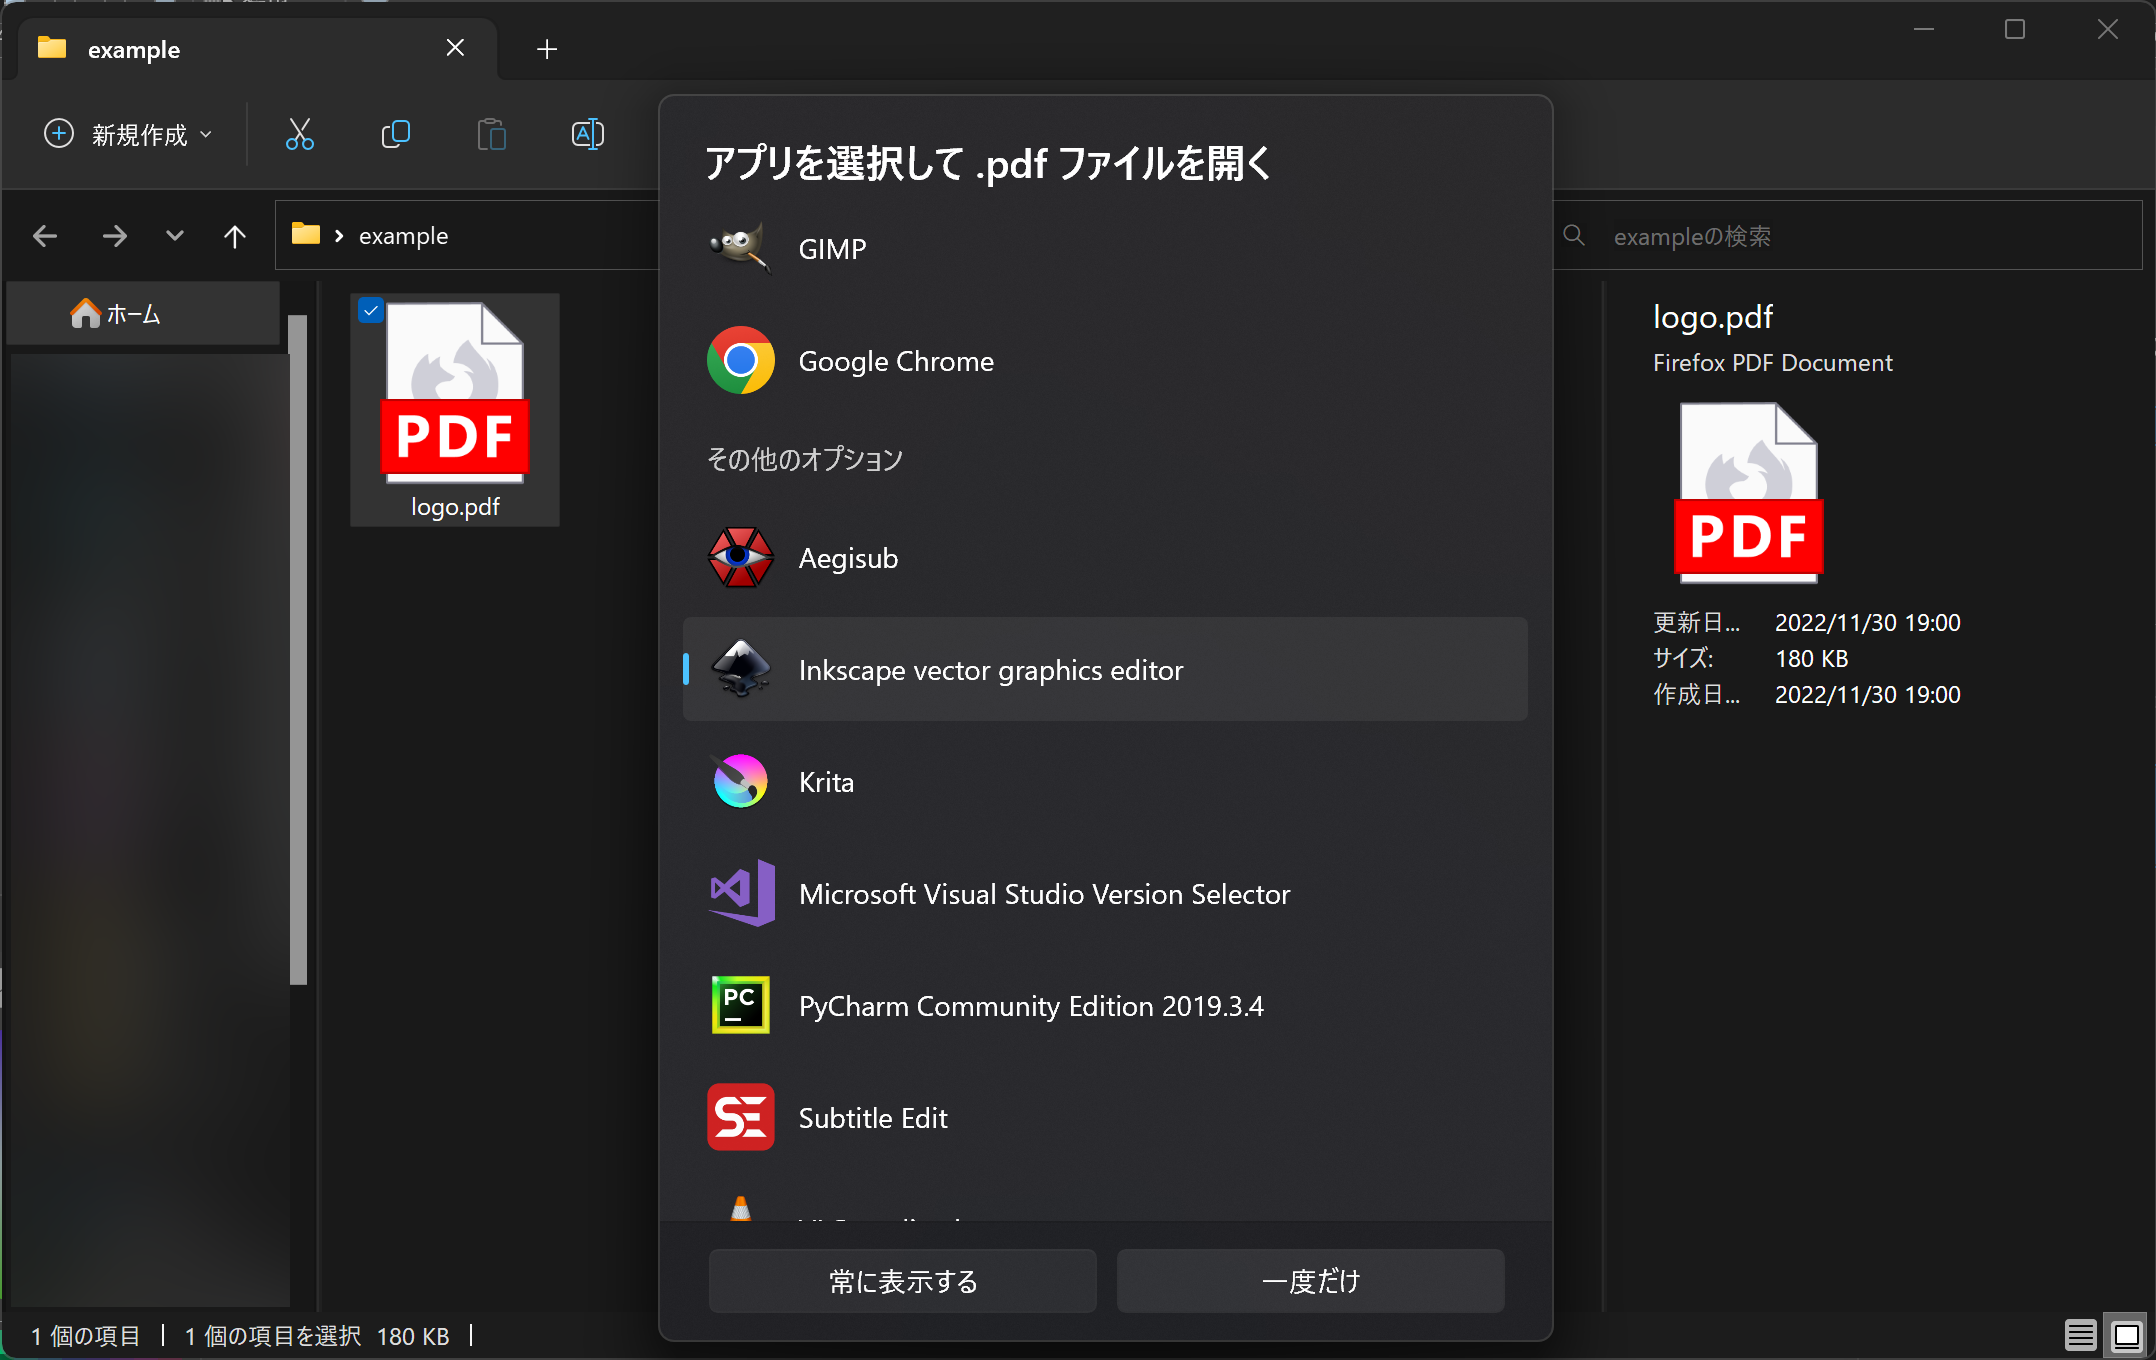 example
新規作成
example
exampleの検索
ホーム
PDF
logo.pdf
アプリを選択して .pdf ファイルを開く
GIMP
Google Chrome
その他のオプション
Aegisub
Inkscape vector graphics editor
Krita
Microsoft Visual Studio Version Selector
PC
PyCharm Community Edition 2019.3.4
SE
Subtitle Edit
常に表示する
一度だけ
logo.pdf
Firefox PDF Document
PDF
更新日... 2022/11/30 19:00
サイズ: 180 KB
作成日... 2022/11/30 19:00
1 個の項目
1 個の項目を選択 180 KB